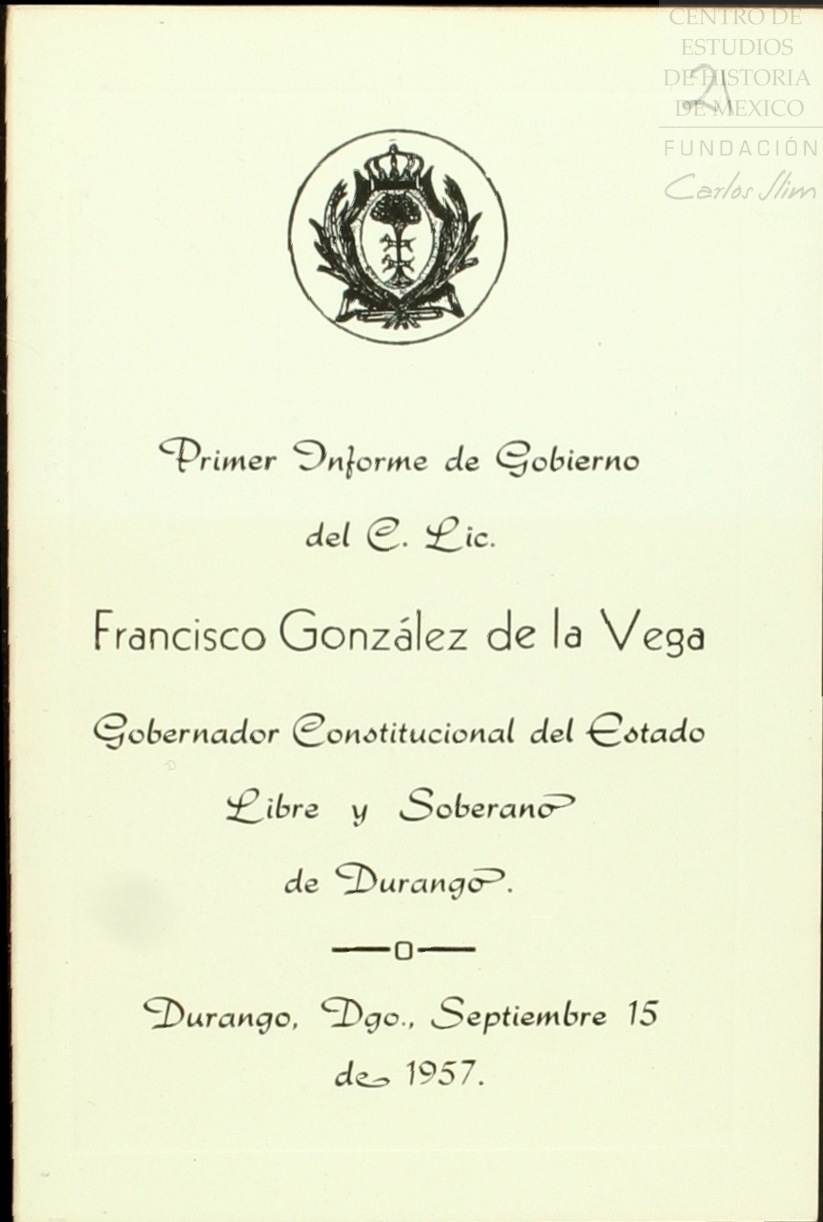 CENTRO DE
ESTUDIOS
DE HISTORIA
DE MEXICO
FUNDACIÓN
Carlos Slim
21
Primer Informe de Gobierno
del C. Lic.
Francisco González de la Vega
Gobernador Constitucional del Estado
Libre y Soberano
de Durango.
Durango, Dgo., Septiembre 15
de 1957.